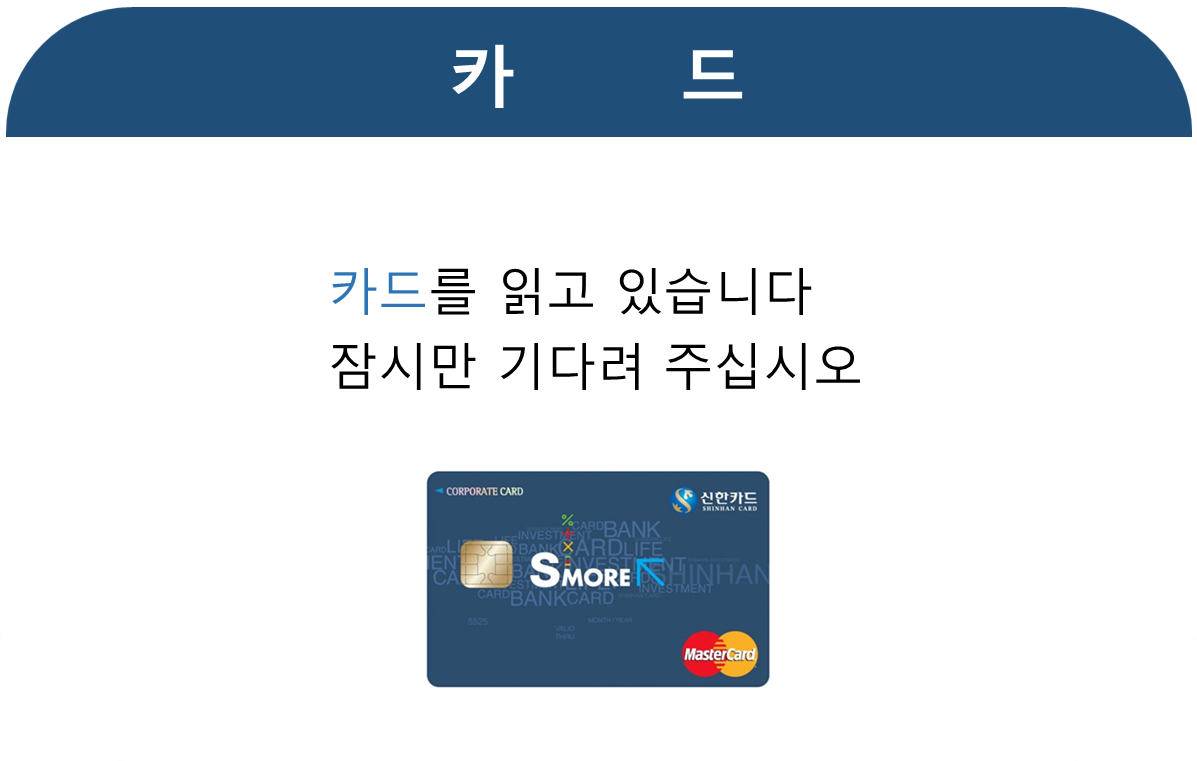 카 드
카드를 읽고 있습니다
잠시만 기다려 주십시오
CORPORATE CARD
신한카드
SHINHAN CARD
%
CARD BANK
INVESTMENT
CARD LIFE
BANK
INVESTMENT
SMORE
SHINHAN
INVESTMENT
CARD
BANK CARD
5525
MONTH / YEAR
VALID
THRU
MasterCard